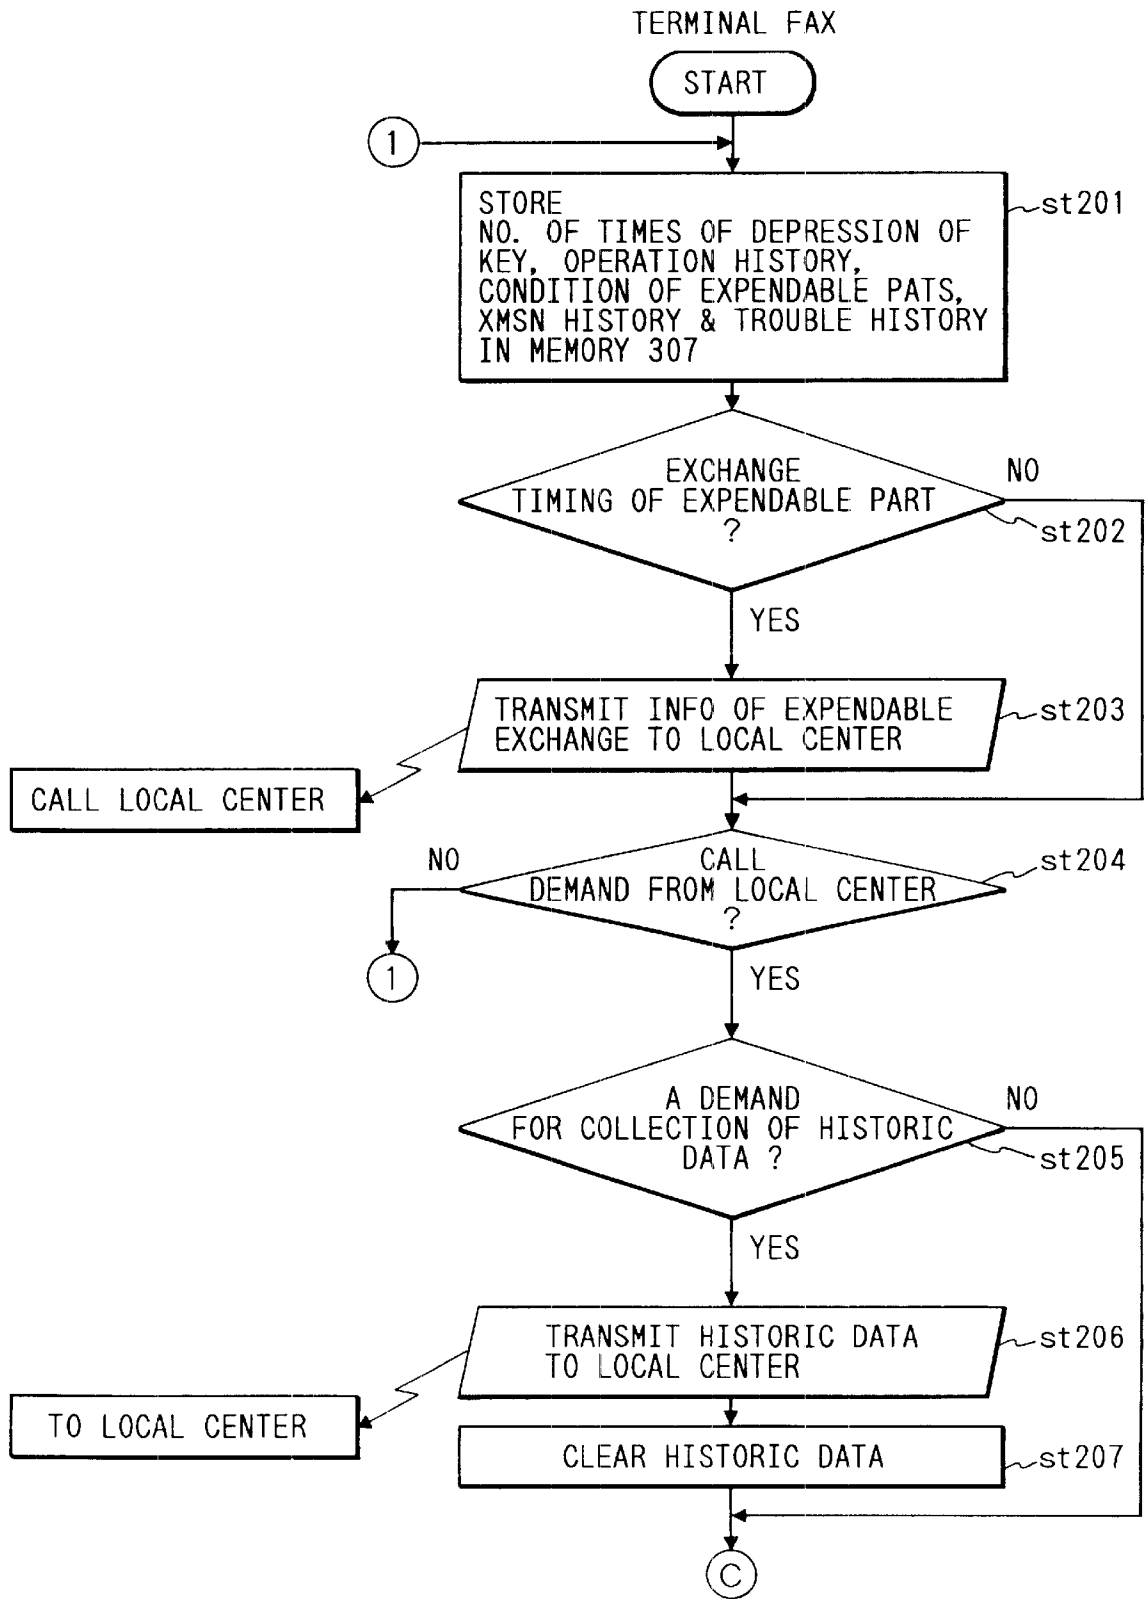 TERMINAL FAX
START
1
st201
STORE
NO. OF TIMES OF DEPRESSION OF
KEY, OPERATION HISTORY,
CONDITION OF EXPENDABLE PATS,
XMSN HISTORY & TROUBLE HISTORY
IN MEMORY 307
EXCHANGE
TIMING OF EXPENDABLE PART
?
NO
st202
YES
TRANSMIT INFO OF EXPENDABLE
EXCHANGE TO LOCAL CENTER
st203
CALL LOCAL CENTER
NO
CALL
DEMAND FROM LOCAL CENTER
?
st204
1
YES
A DEMAND
FOR COLLECTION OF HISTORIC
DATA ?
NO
st205
YES
TRANSMIT HISTORIC DATA
TO LOCAL CENTER
st206
TO LOCAL CENTER
CLEAR HISTORIC DATA
st207
C